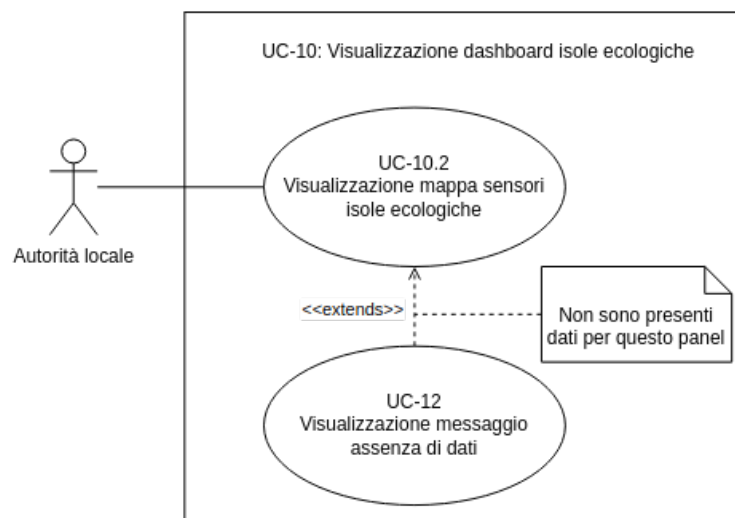 UC-10: Visualizzazione dashboard isole ecologiche
UC-10.2
Visualizzazione mappa sensori
isole ecologiche
Autorità locale
<<extends>>
Non sono presenti
dati per questo panel
UC-12
Visualizzazione messaggio
assenza di dati